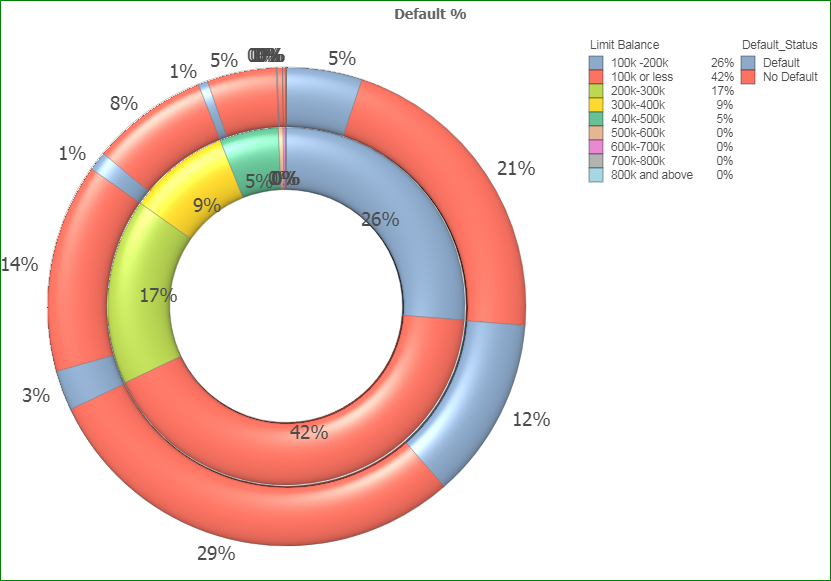 Default %
Limit Balance
100k -200k 26%
100k or less 42%
200k-300k 17%
300k-400k 9%
400k-500k 5%
500k-600k 0%
600k-700k 0%
700k-800k 0%
800k and above 0%
Default_Status
Default
No Default
5%
21%
12%
29%
3%
14%
1%
8%
1%
5%
26%
42%
17%
9%
5%
0%